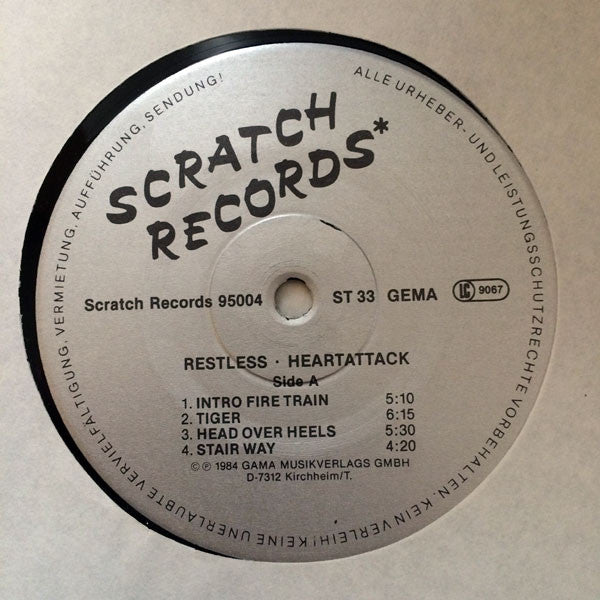 ALLE URHEBER- UND LEISTUNGSSCHUTZRECHTE VORBEHALTEN · KEIN VERLEIH! KEINE UNERLAUBTE VERVIELFÄLTIGUNG, VERMIETUNG, AUFFÜHRUNG, SENDUNG!
SCRATCH
RECORDS*
Scratch Records 95004 ST 33 GEMA LC 9067
RESTLESS · HEARTATTACK
Side A
1. INTRO FIRE TRAIN 5:10
2. TIGER 6:15
3. HEAD OVER HEELS 5:30
4. STAIR WAY 4:20
© ℗ 1984 GAMA MUSIKVERLAGS GMBH
D-7312 Kirchheim/T.